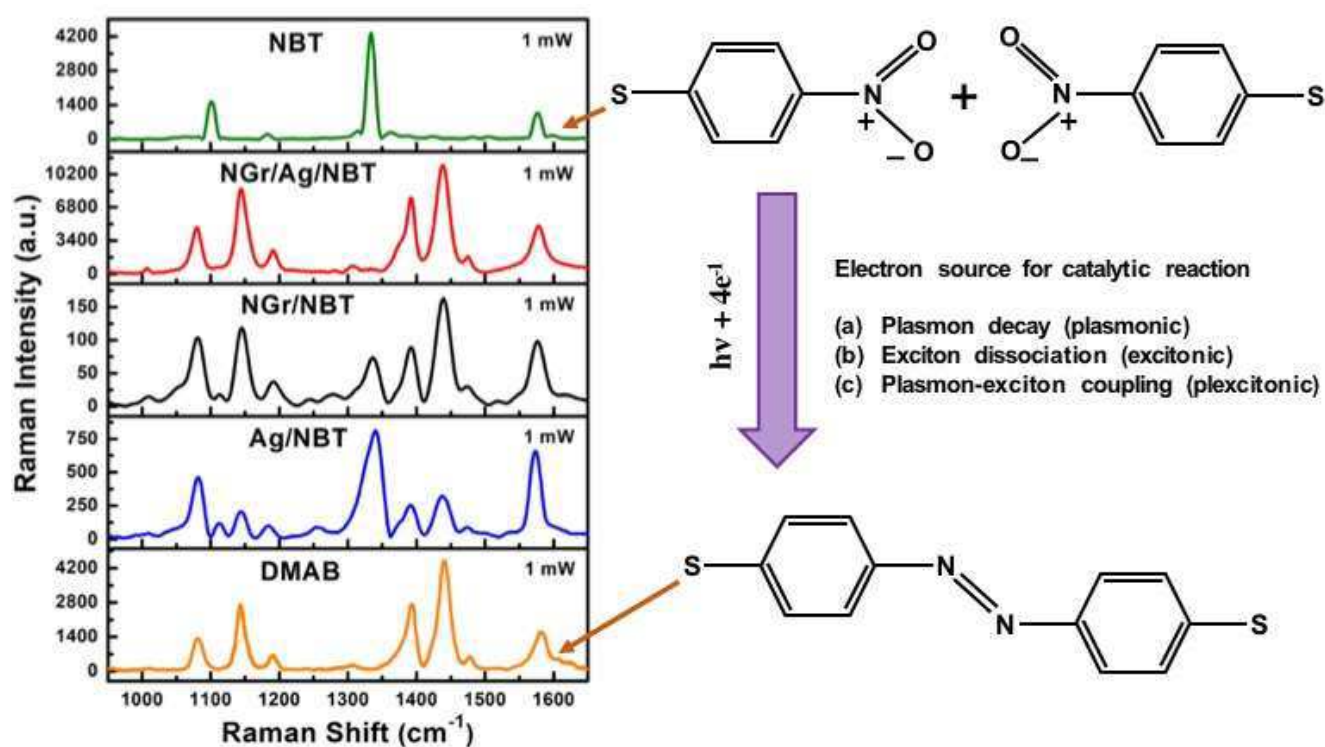 NBT
1 mW
4200
2800
1400
0
NGr/Ag/NBT
1 mW
10200
6800
3400
0
NGr/NBT
1 mW
150
100
50
0
Ag/NBT
1 mW
750
500
250
0
DMAB
1 mW
4200
2800
1400
0
1000 1100 1200 1300 1400 1500 1600
Raman Shift (cm⁻¹)
Raman Intensity (a.u.)
O O
S N + N S
+ +
– O O–
hν + 4e⁻¹
Electron source for catalytic reaction
(a) Plasmon decay (plasmonic)
(b) Exciton dissociation (excitonic)
(c) Plasmon-exciton coupling (plexcitonic)
S N
N S